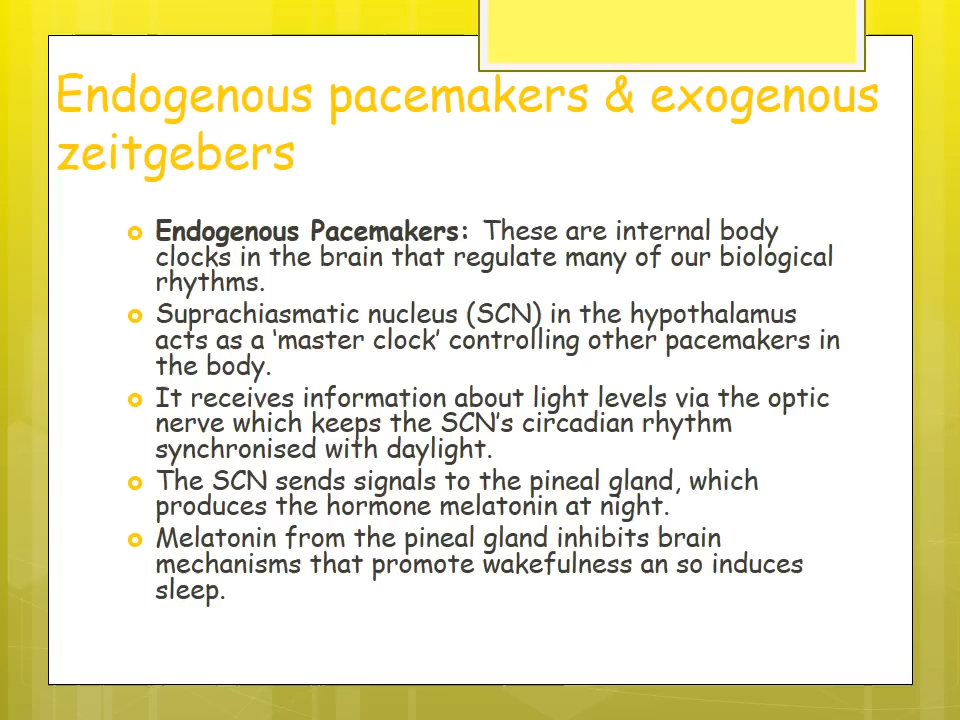 Endogenous pacemakers & exogenous
zeitgebers
Endogenous Pacemakers: These are internal body
clocks in the brain that regulate many of our biological
rhythms.
Suprachiasmatic nucleus (SCN) in the hypothalamus
acts as a ‘master clock’ controlling other pacemakers in
the body.
It receives information about light levels via the optic
nerve which keeps the SCN’s circadian rhythm
synchronised with daylight.
The SCN sends signals to the pineal gland, which
produces the hormone melatonin at night.
Melatonin from the pineal gland inhibits brain
mechanisms that promote wakefulness an so induces
sleep.